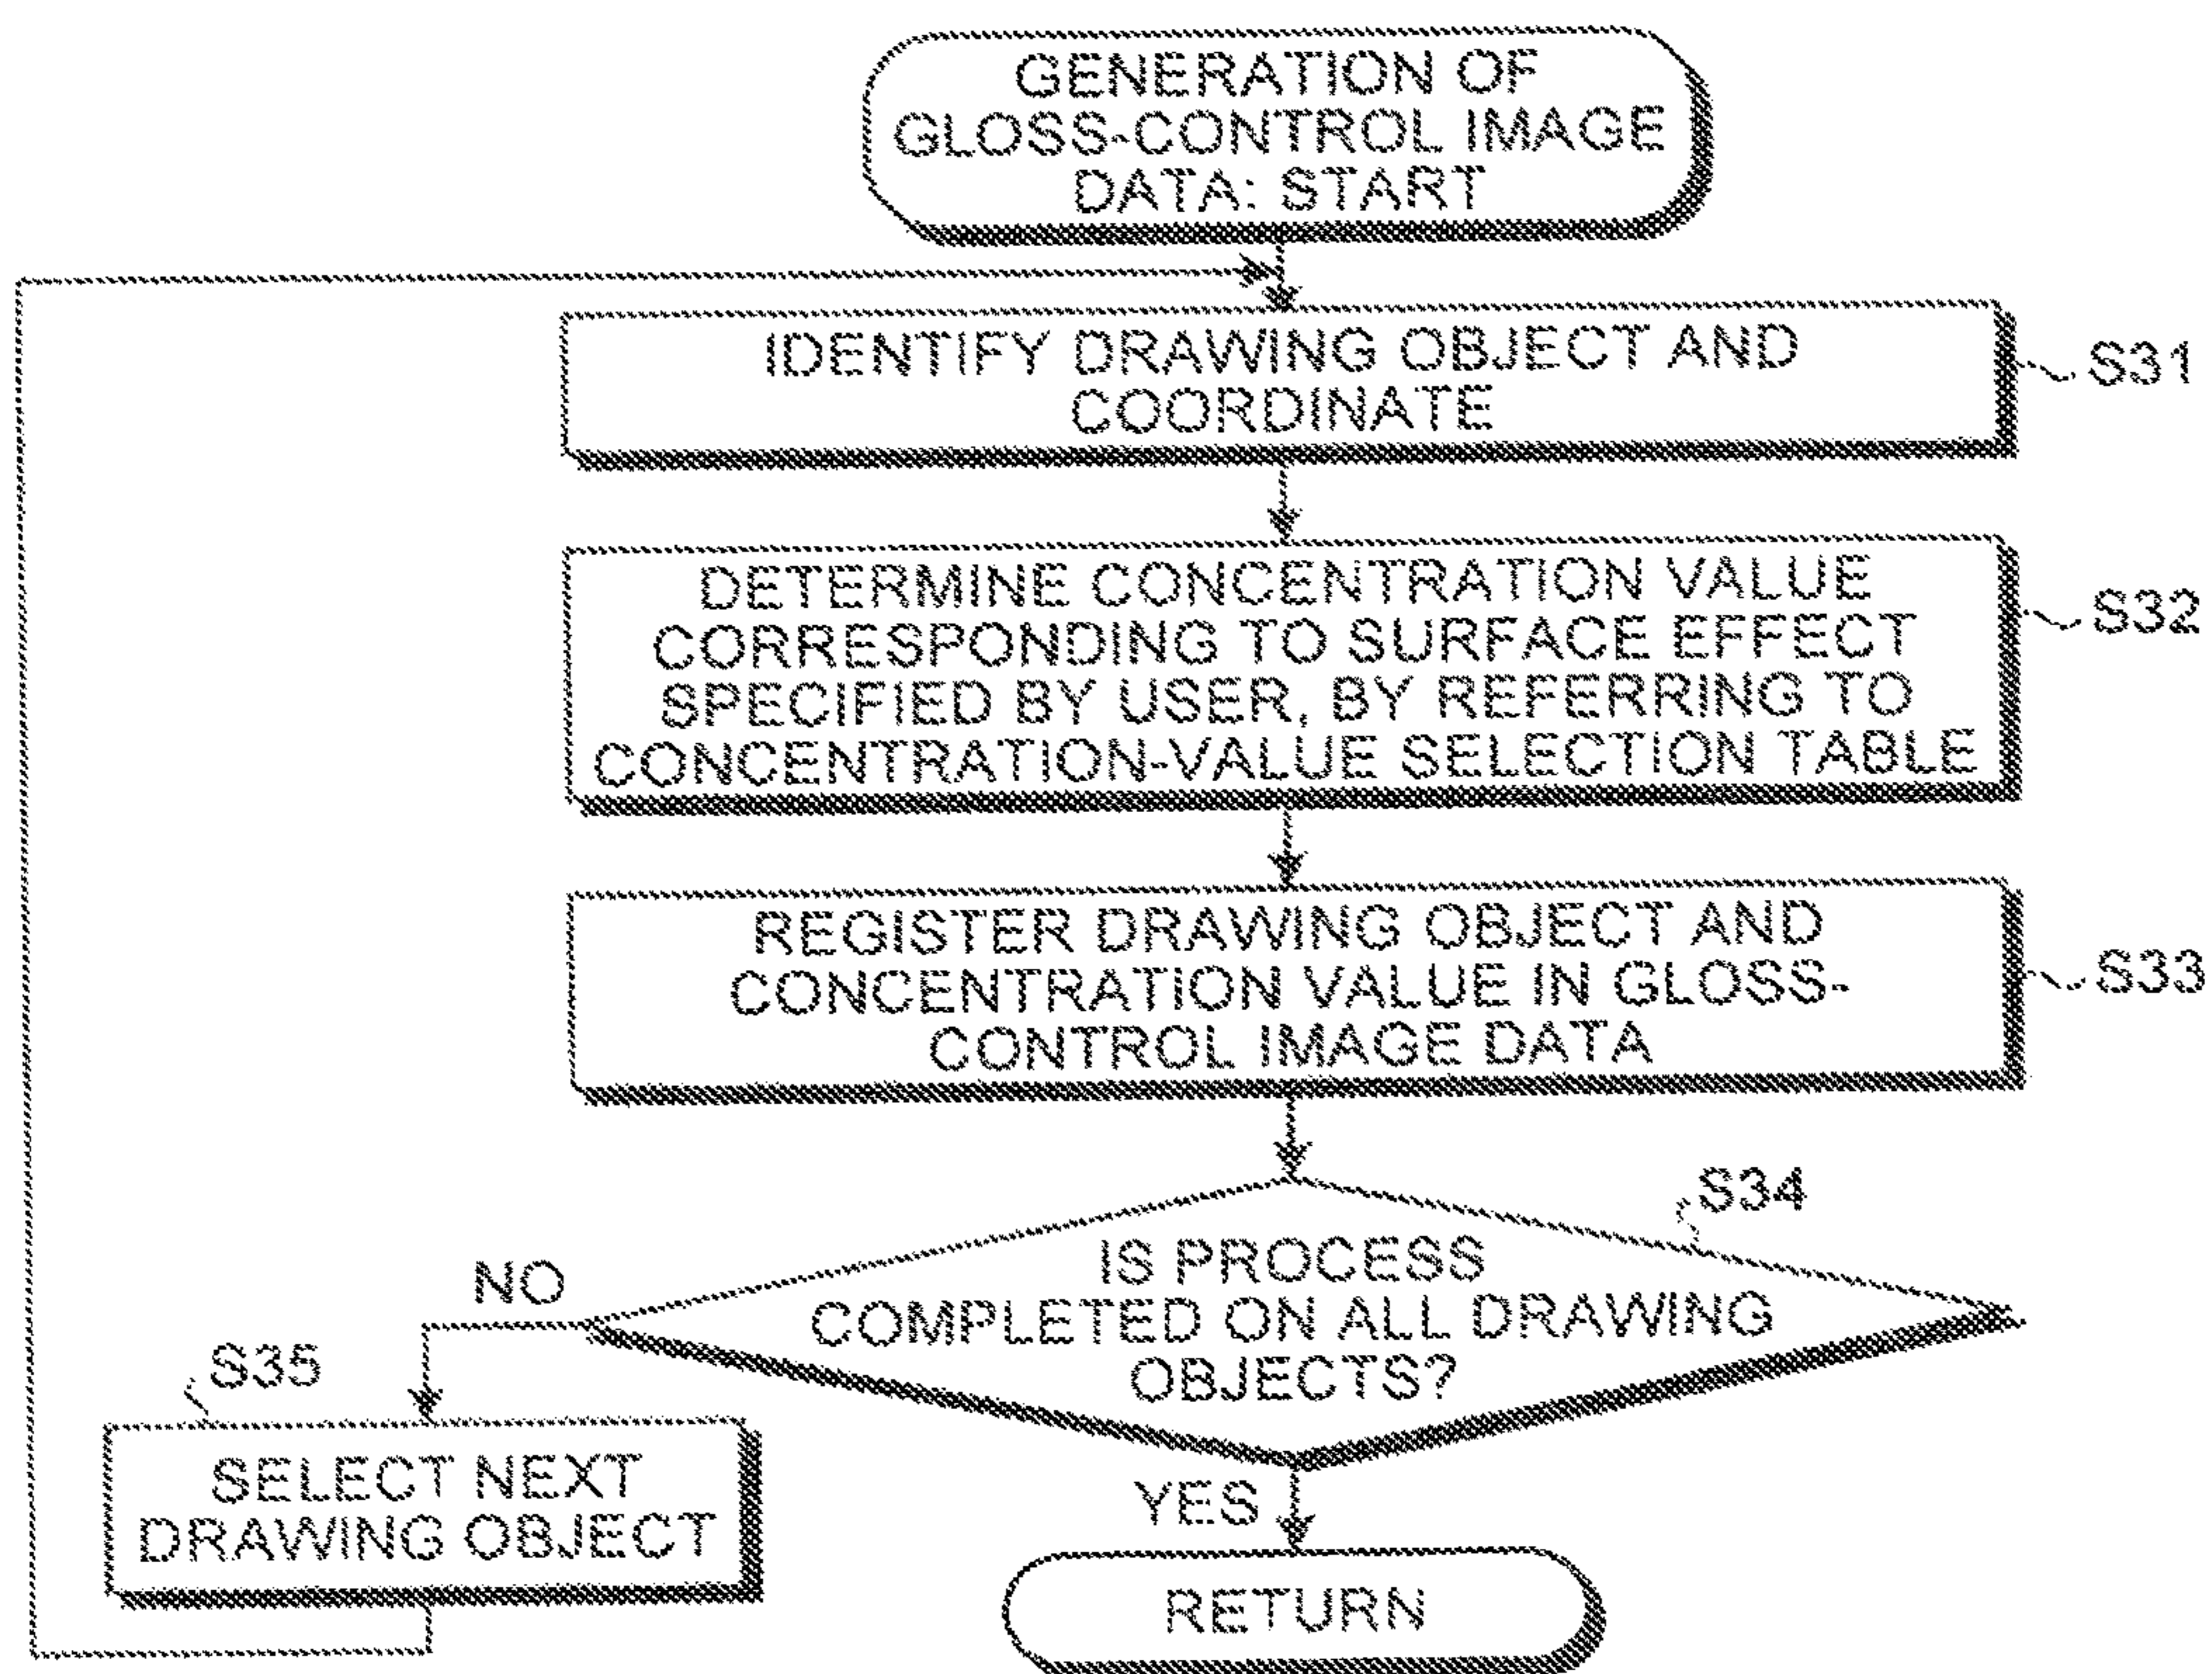 GENERATION OF
GLOSS-CONTROL IMAGE
DATA: START
IDENTIFY DRAWING OBJECT AND
COORDINATE
S31
DETERMINE CONCENTRATION VALUE
CORRESPONDING TO SURFACE EFFECT
SPECIFIED BY USER, BY REFERRING TO
CONCENTRATION-VALUE SELECTION TABLE
S32
REGISTER DRAWING OBJECT AND
CONCENTRATION VALUE IN GLOSS-
CONTROL IMAGE DATA
S33
S34
IS PROCESS
COMPLETED ON ALL DRAWING
OBJECTS?
NO
S35
SELECT NEXT
DRAWING OBJECT
YES
RETURN